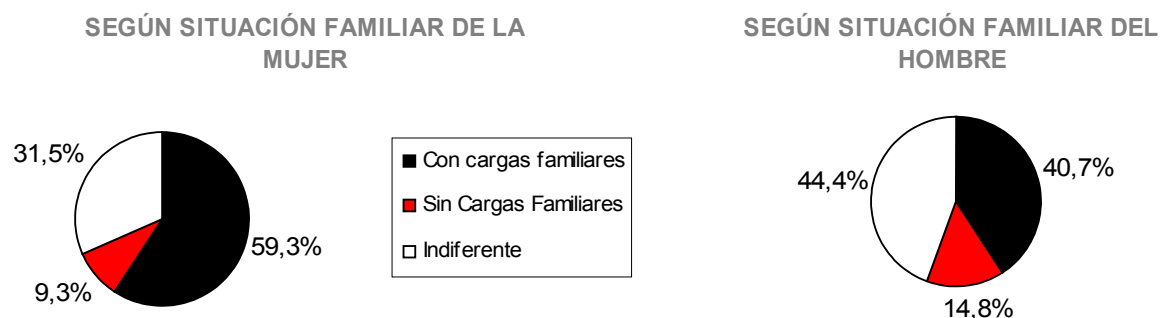 SEGÚN SITUACIÓN FAMILIAR DE LA
MUJER
31,5%
59,3%
9,3%
Con cargas familiares
Sin Cargas Familiares
Indiferente
SEGÚN SITUACIÓN FAMILIAR DEL
HOMBRE
44,4%
40,7%
14,8%